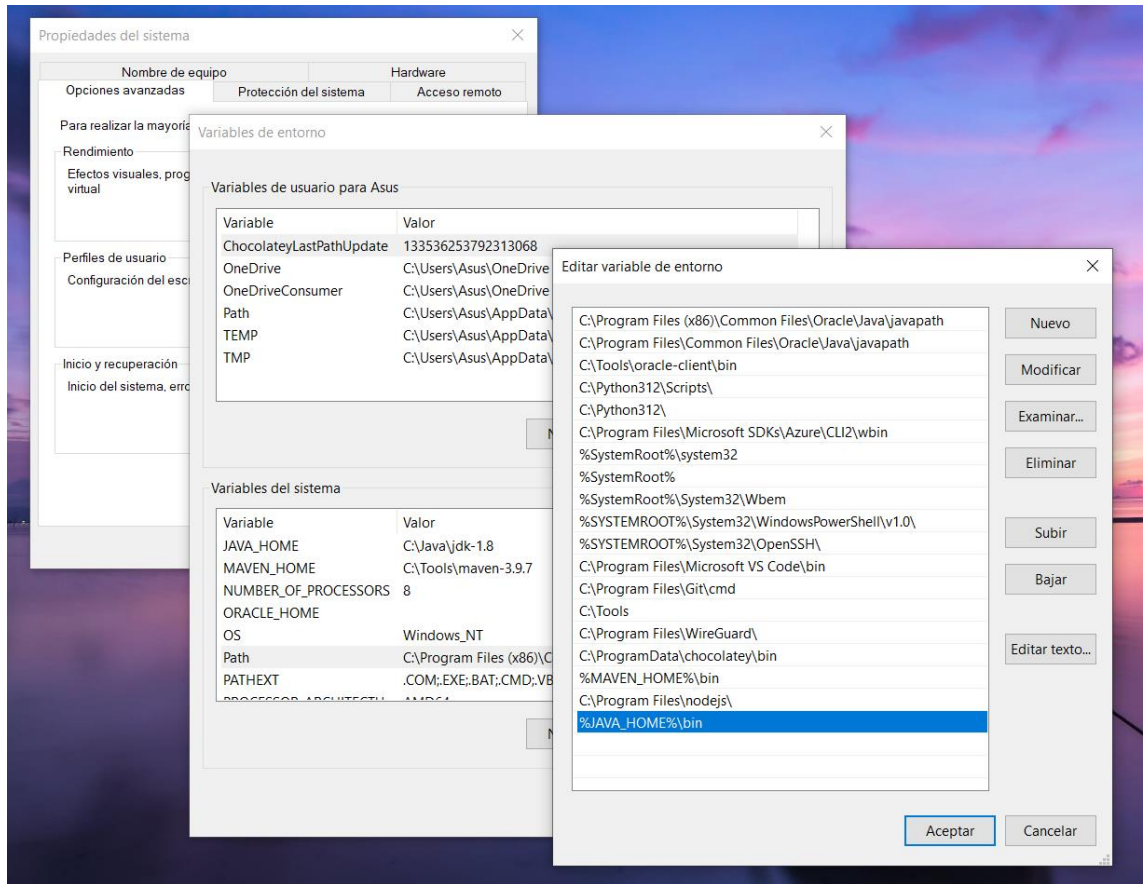 Propiedades del sistema
Nombre de equipo
Hardware
Opciones avanzadas
Protección del sistema
Acceso remoto
Para realizar la mayoría
Rendimiento
Efectos visuales, prog
virtual
Perfiles de usuario
Configuración del esc
Inicio y recuperación
Inicio del sistema, erro
Variables de entorno
Variables de usuario para Asus
Variable Valor
ChocolateyLastPathUpdate 133536253792313068
OneDrive C:\Users\Asus\OneDrive
OneDriveConsumer C:\Users\Asus\OneDrive
Path C:\Users\Asus\AppData\
TEMP C:\Users\Asus\AppData\
TMP C:\Users\Asus\AppData\
N
Variables del sistema
Variable Valor
JAVA_HOME C:\Java\jdk-1.8
MAVEN_HOME C:\Tools\maven-3.9.7
NUMBER_OF_PROCESSORS 8
ORACLE_HOME
OS Windows_NT
Path C:\Program Files (x86)\C
PATHEXT .COM;.EXE;.BAT;.CMD;.VB
N
Editar variable de entorno
C:\Program Files (x86)\Common Files\Oracle\Java\javapath
C:\Program Files\Common Files\Oracle\Java\javapath
C:\Tools\oracle-client\bin
C:\Python312\Scripts\
C:\Python312\
C:\Program Files\Microsoft SDKs\Azure\CLI2\wbin
%SystemRoot%\system32
%SystemRoot%
%SystemRoot%\System32\Wbem
%SYSTEMROOT%\System32\WindowsPowerShell\v1.0\
%SYSTEMROOT%\System32\OpenSSH\
C:\Program Files\Microsoft VS Code\bin
C:\Program Files\Git\cmd
C:\Tools
C:\Program Files\WireGuard\
C:\ProgramData\chocolatey\bin
%MAVEN_HOME%\bin
C:\Program Files\nodejs\
%JAVA_HOME%\bin
Nuevo
Modificar
Examinar...
Eliminar
Subir
Bajar
Editar texto...
Aceptar
Cancelar